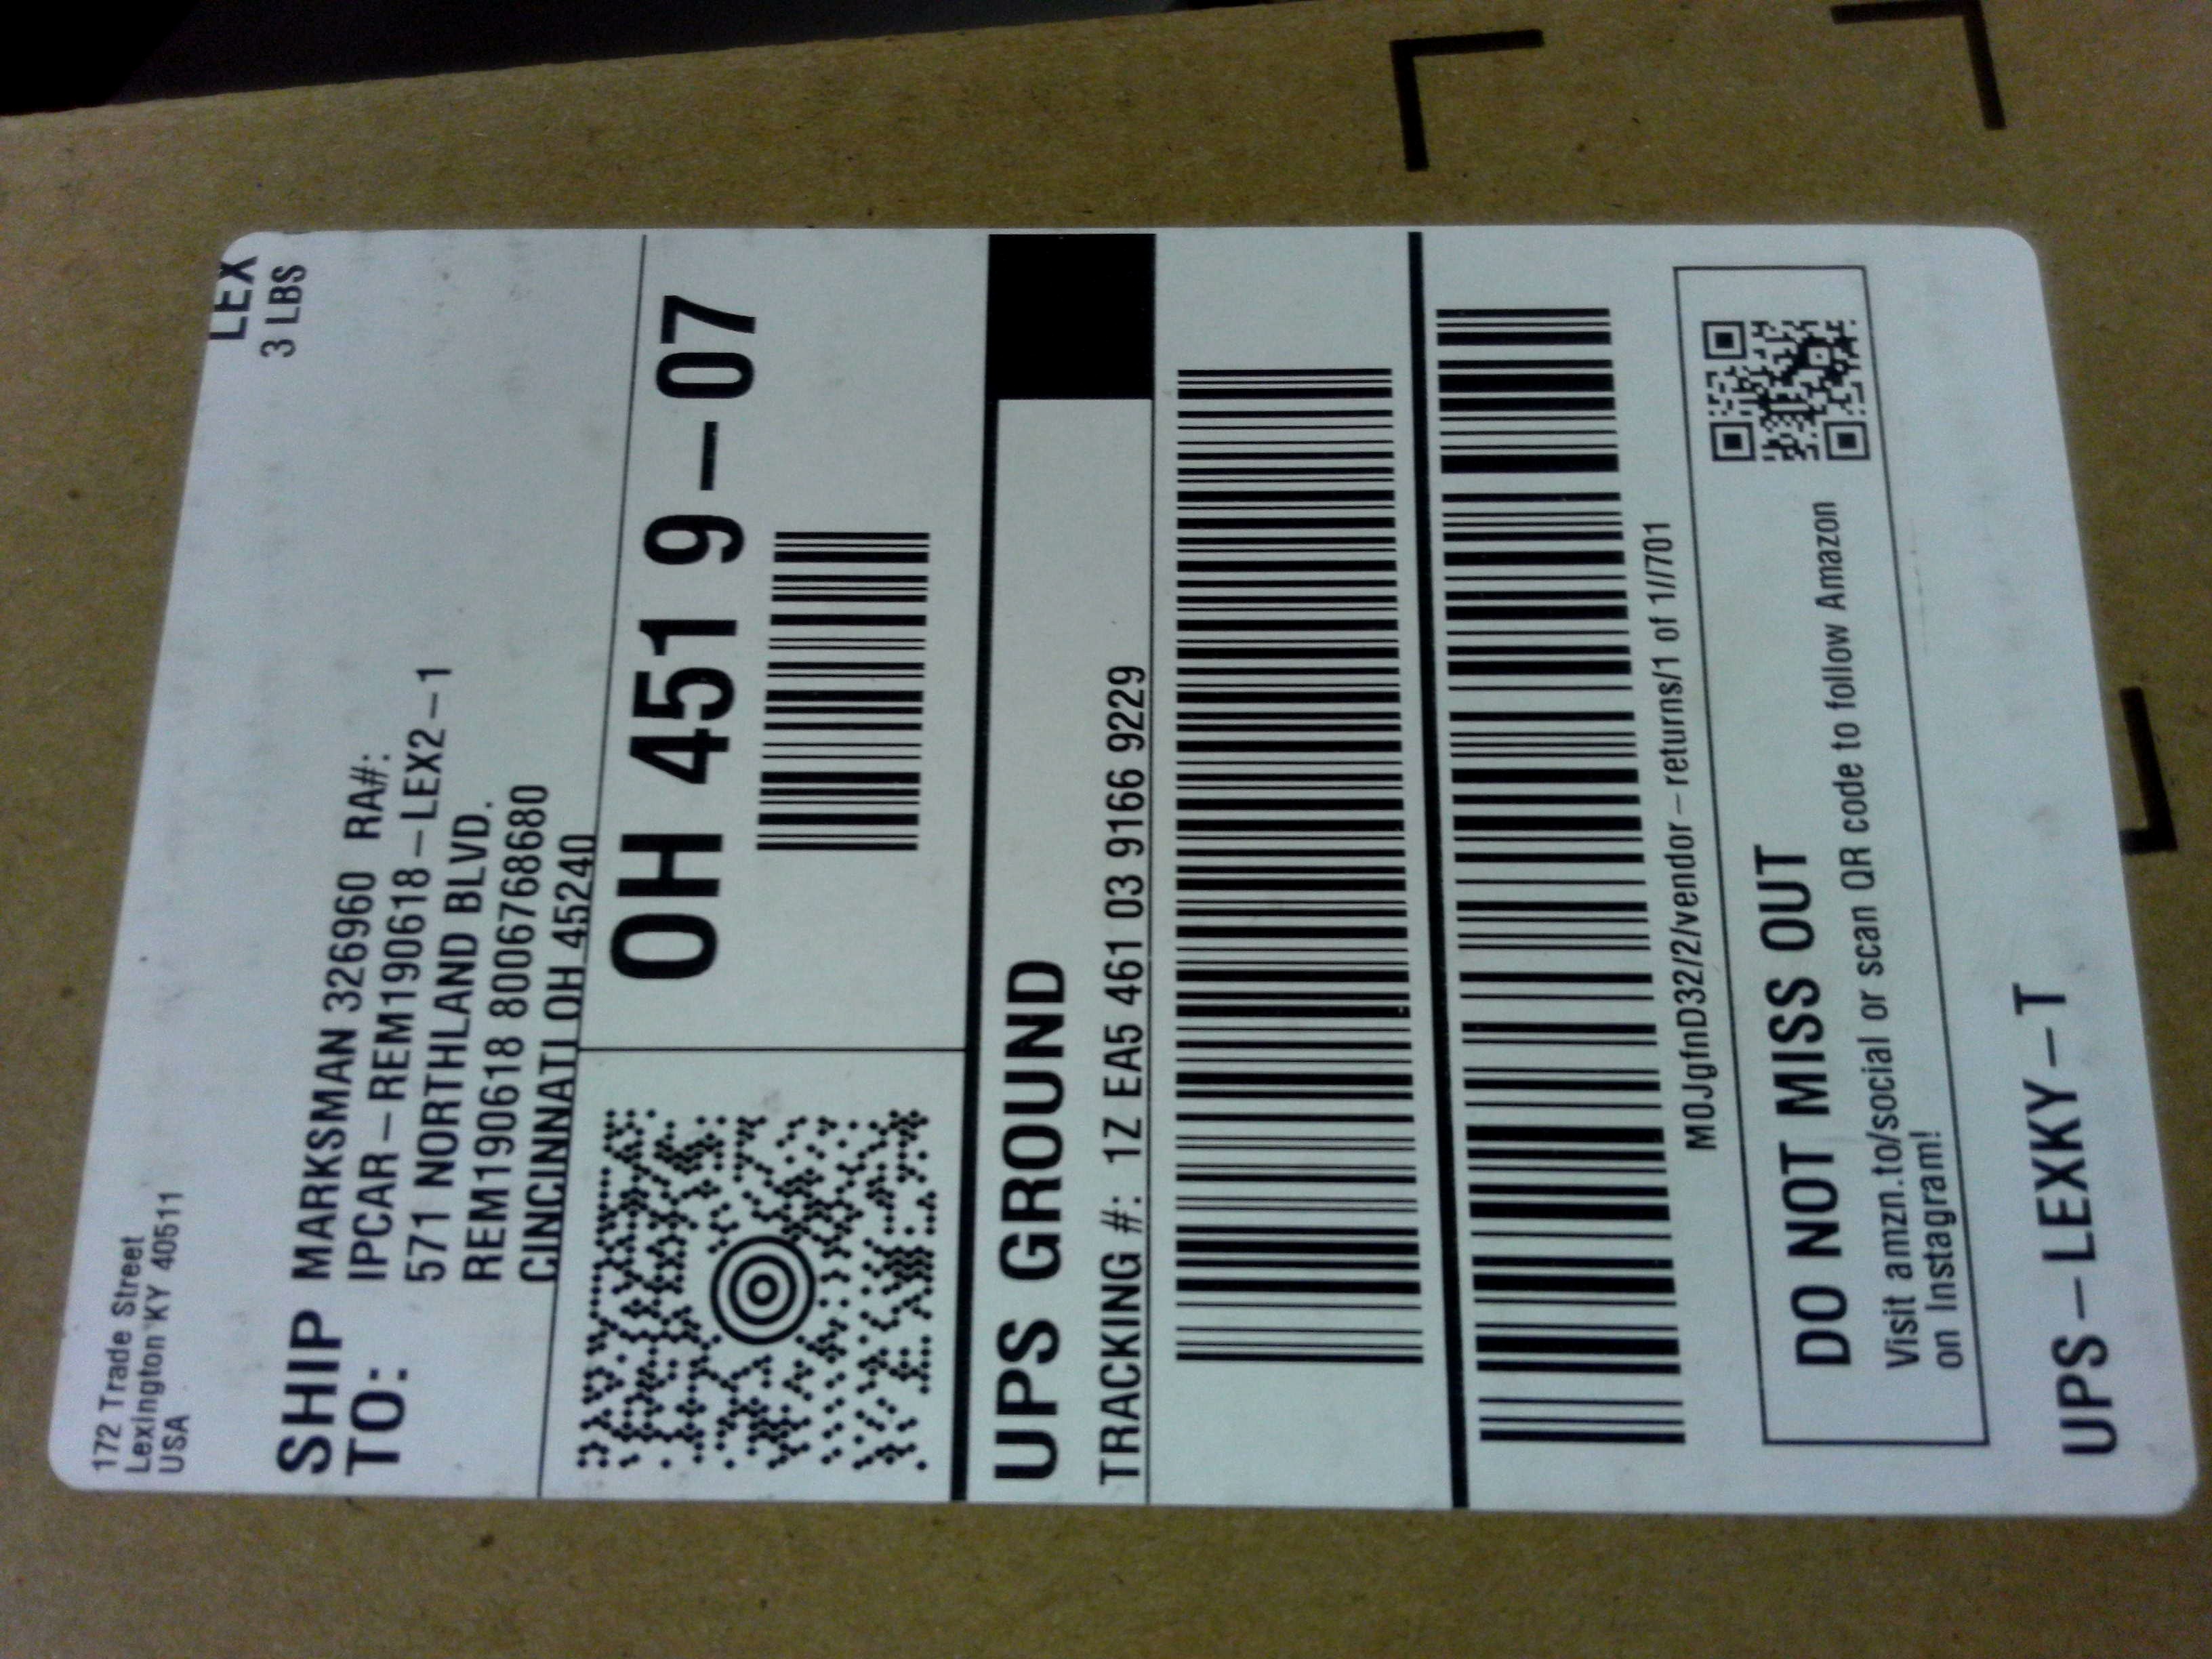 LEX
3 LBS
172 Trade Street
Lexington KY 40511
USA
SHIP TO:
MARKSMAN 326960 RA#:
IPCAR-REM190618-LEX2-1
571 NORTHLAND BLVD.
REM190618 8006768680
CINCINNATI OH 45240
OH 451 9-07
UPS GROUND
TRACKING #: 1Z EA5 461 03 9166 9229
M0JgfnD32/2/vendor-returns/1 of 1//701
DO NOT MISS OUT
Visit amzn.to/social or scan QR code to follow Amazon
on Instagram!
UPS-LEXKY-T